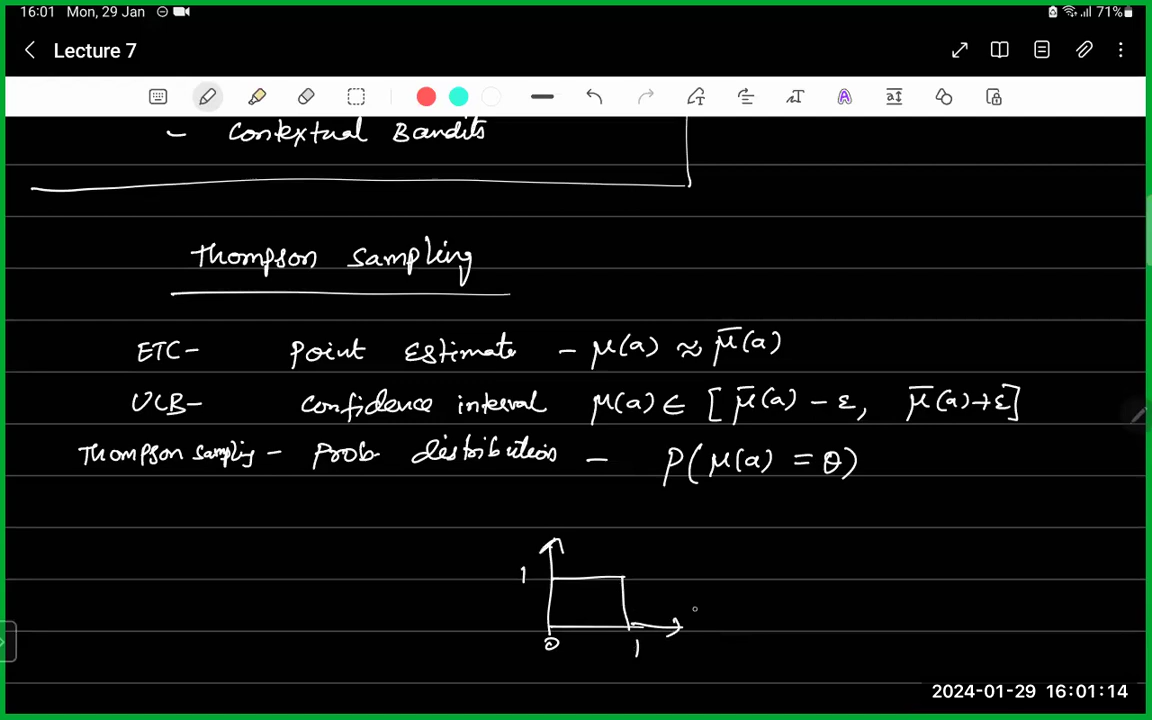 16:01 Mon, 29 Jan 71%
Lecture 7
- Contextual Bandits
Thompson Sampling
ETC- Point Estimate - μ(a) ≈ μ̅(a)
UCB- Confidence interval μ(a) ∈ [μ̅(a) - ε, μ̅(a)+ε]
Thompson Sampling - Prob distribution - P(μ(a) = θ)
1
0 1
2024-01-29 16:01:14